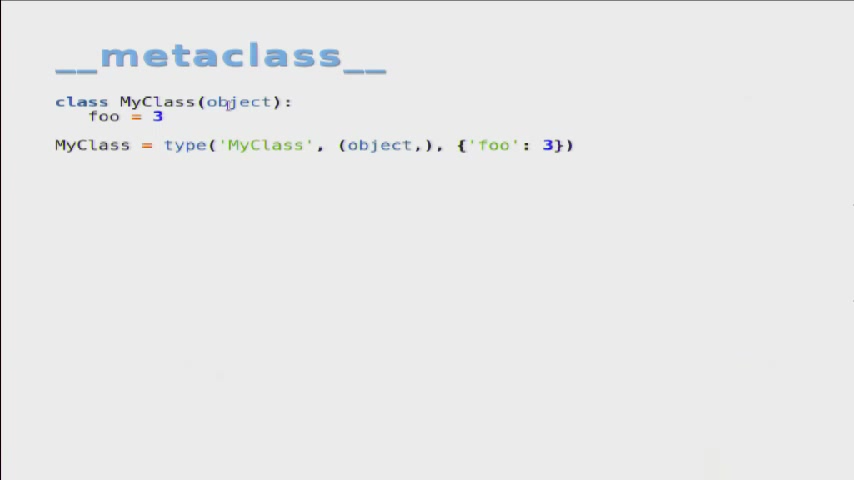 __metaclass__
class MyClass(object):
    foo = 3
MyClass = type('MyClass', (object,), {'foo': 3})